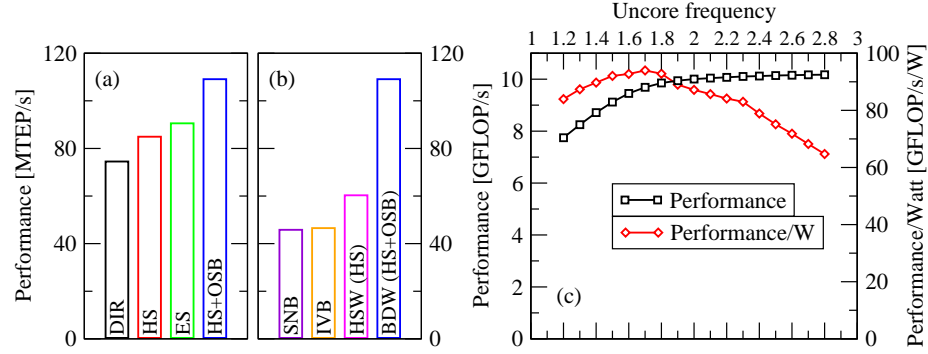 Performance [MTEP/s]
120
80
40
0
(a)
DIR
HS
ES
HS+OSB
(b)
SNB
IVB
HSW (HS)
BDW (HS+OSB)
120
80
40
0
Uncore frequency
1 1.2 1.4 1.6 1.8 2 2.2 2.4 2.6 2.8 3
Performance [GFLOP/s]
10
8
6
4
2
0
Performance
Performance/W
(c)
100
80
60
40
20
0
Performance/Watt [GFLOP/s/W]